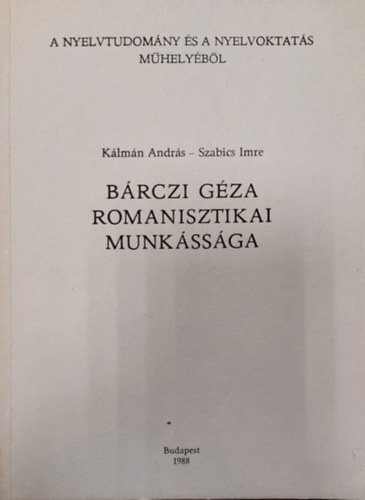 A NYELVTUDOMÁNY ÉS A NYELVOKTATÁS
MŰHELYÉBŐL
Kálmán András – Szabics Imre
BÁRCZI GÉZA
ROMANISZTIKAI
MUNKÁSSÁGA
Budapest
1988